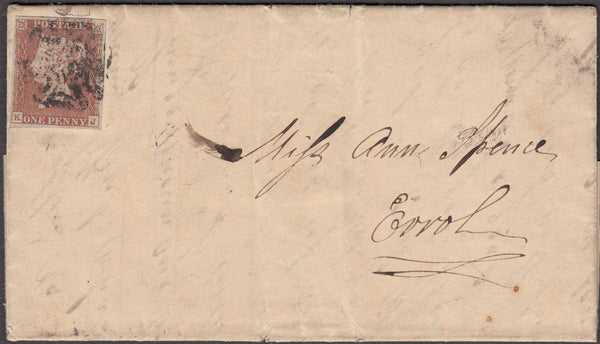 POSTAGE
K ONE PENNY J
Miss Ann Spence
Errol